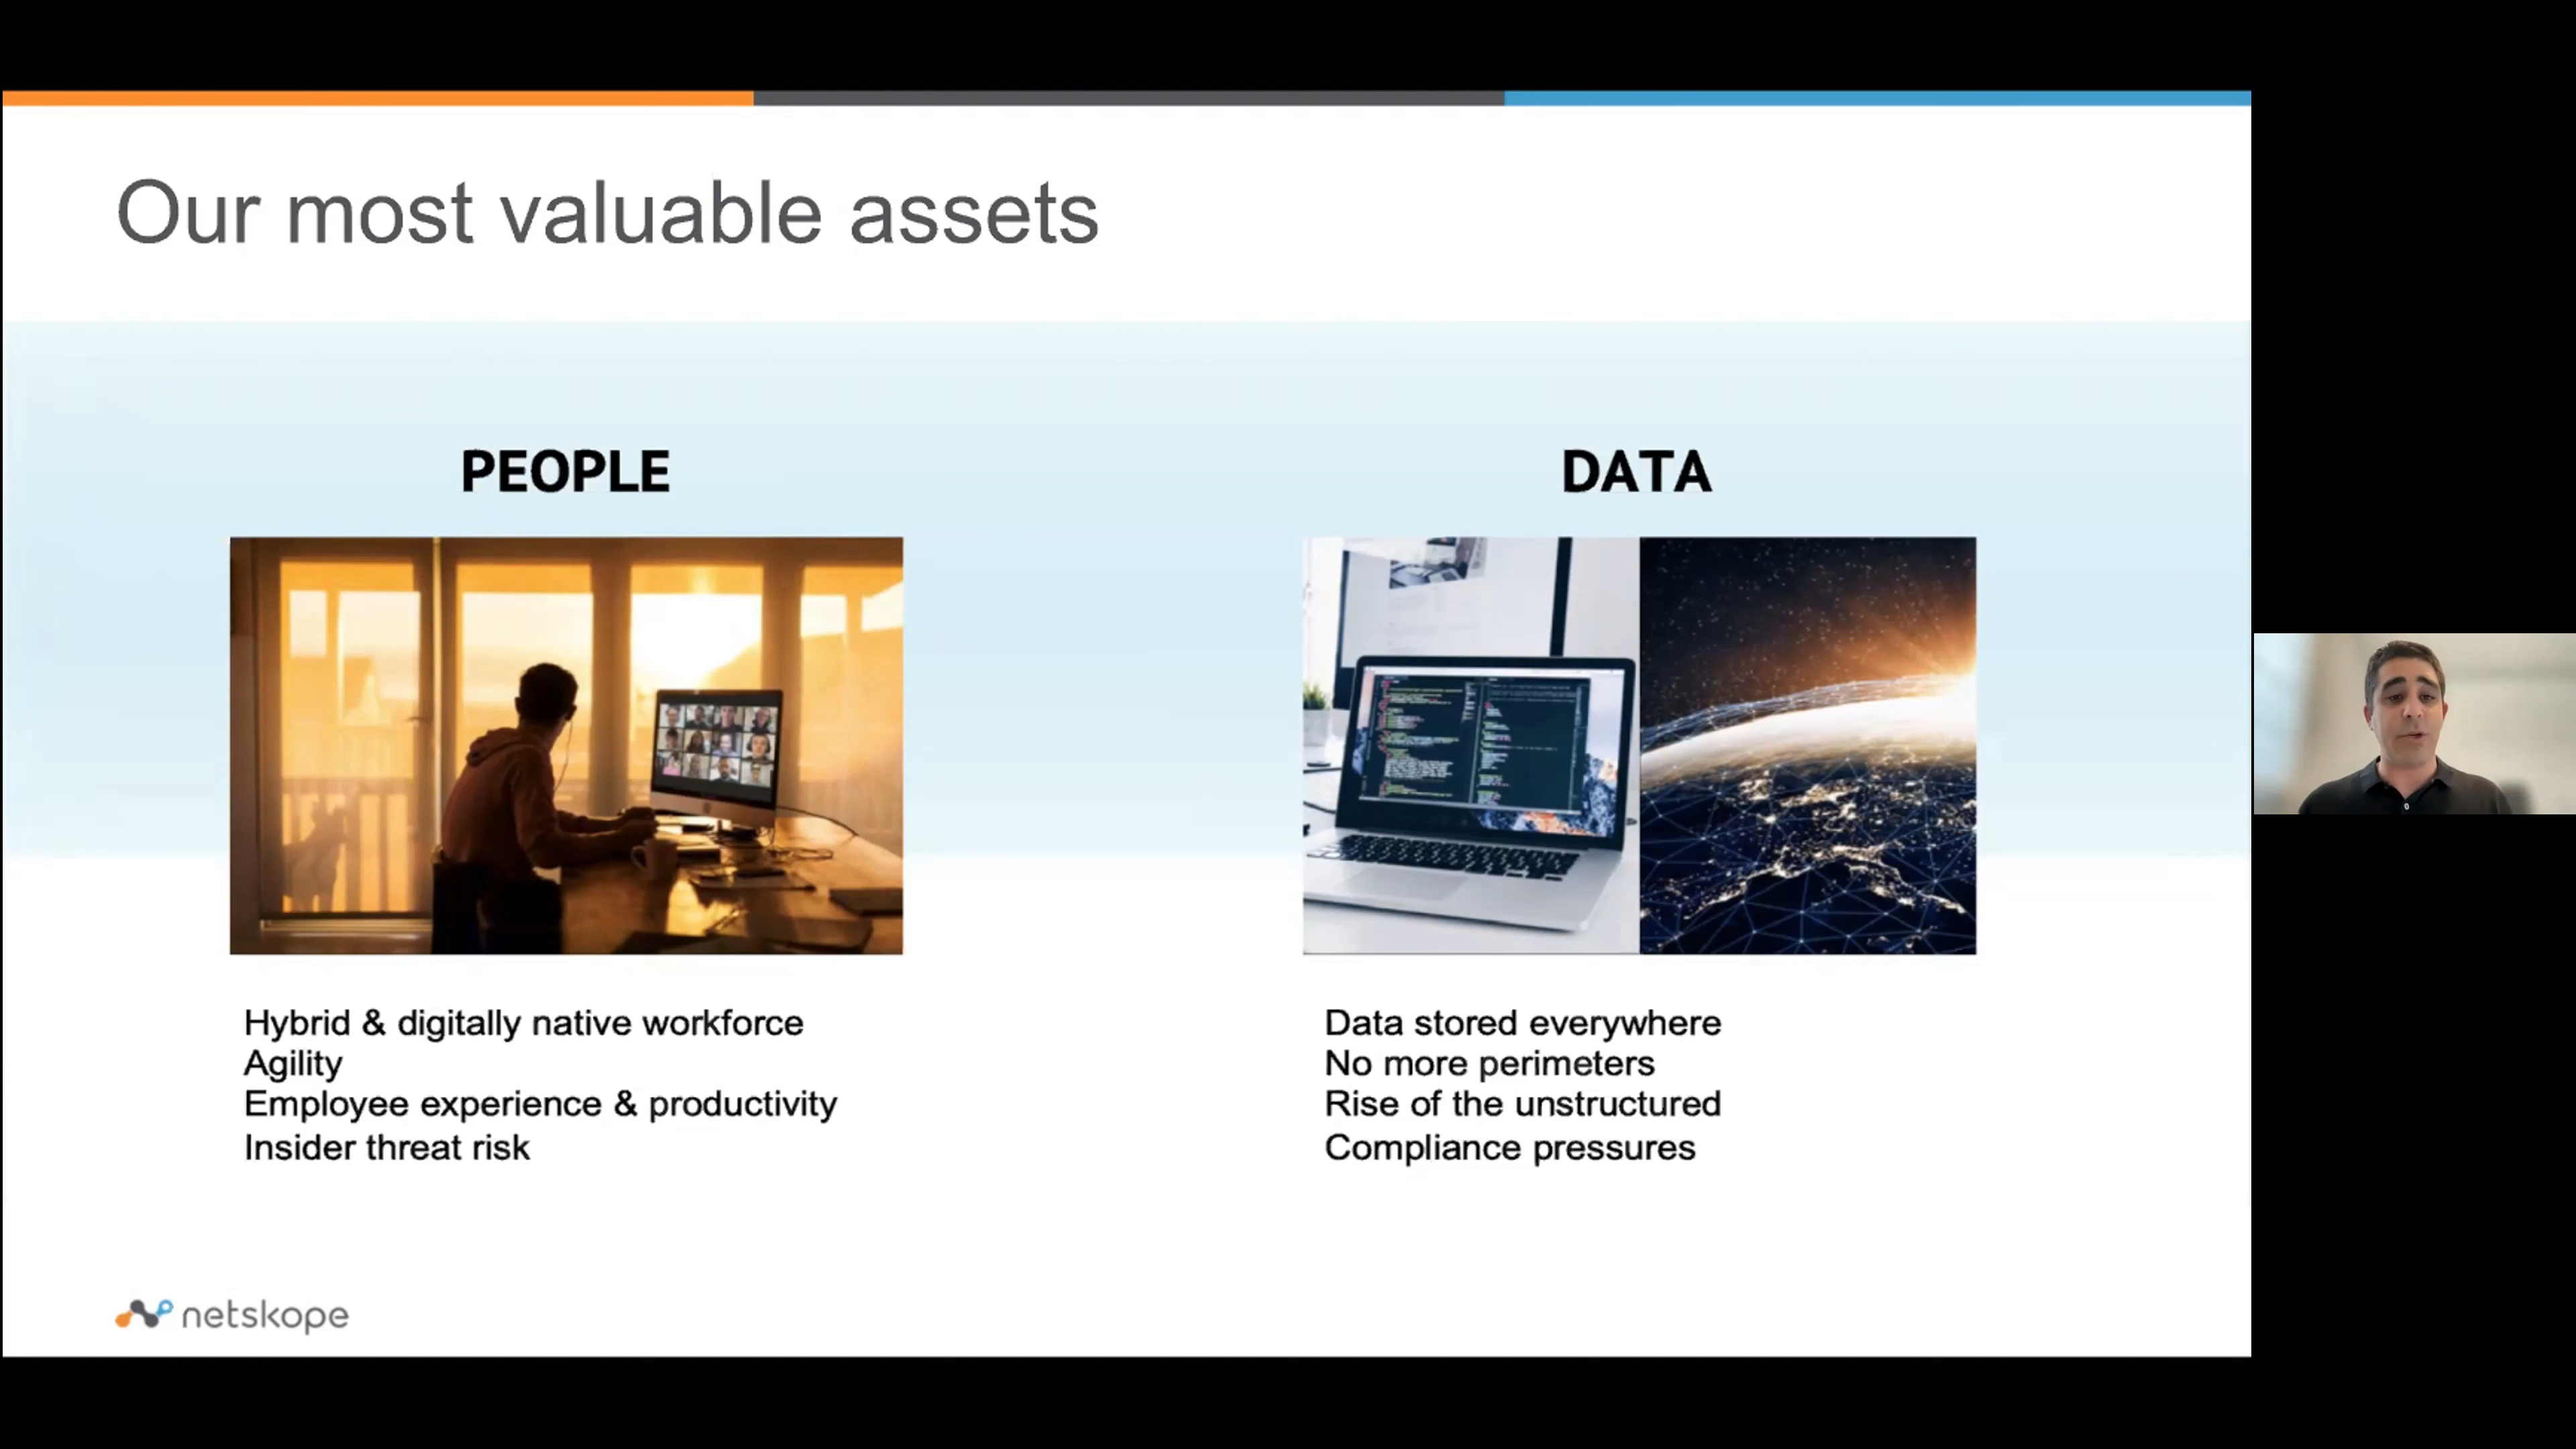 Our most valuable assets
PEOPLE
Hybrid & digitally native workforce
Agility
Employee experience & productivity
Insider threat risk
DATA
Data stored everywhere
No more perimeters
Rise of the unstructured
Compliance pressures
netskope